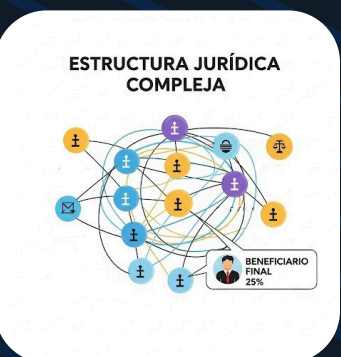 ESTRUCTURA JURÍDICA
COMPLEJA
BENEFICIARIO
FINAL
25%